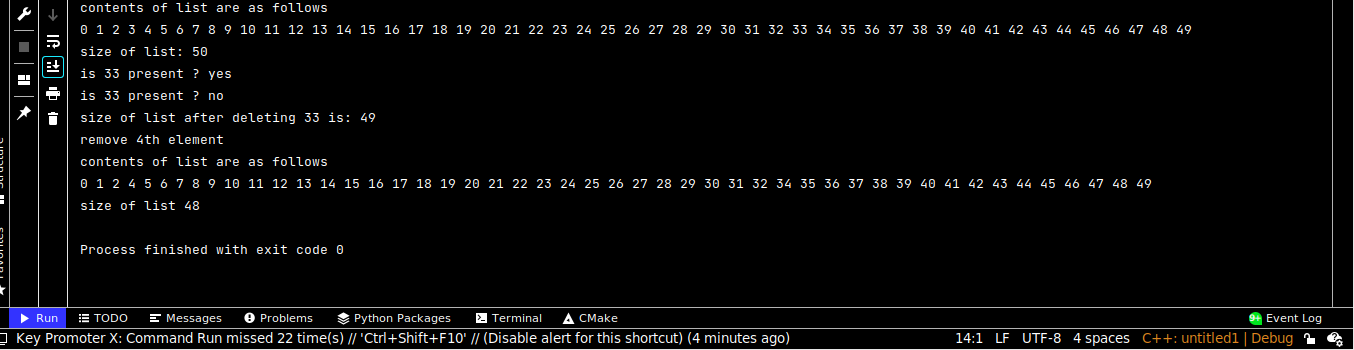 contents of list are as follows
0 1 2 3 4 5 6 7 8 9 10 11 12 13 14 15 16 17 18 19 20 21 22 23 24 25 26 27 28 29 30 31 32 33 34 35 36 37 38 39 40 41 42 43 44 45 46 47 48 49
size of list: 50
is 33 present ? yes
is 33 present ? no
size of list after deleting 33 is: 49
remove 4th element
contents of list are as follows
0 1 2 4 5 6 7 8 9 10 11 12 13 14 15 16 17 18 19 20 21 22 23 24 25 26 27 28 29 30 31 32 34 35 36 37 38 39 40 41 42 43 44 45 46 47 48 49
size of list 48
Process finished with exit code 0
Structure
Favorites
Run TODO Messages Problems Python Packages Terminal CMake 9+ Event Log
Key Promoter X: Command Run missed 22 time(s) // 'Ctrl+Shift+F10' // (Disable alert for this shortcut) (4 minutes ago) 14:1 LF UTF-8 4 spaces C++: untitled1 | Debug